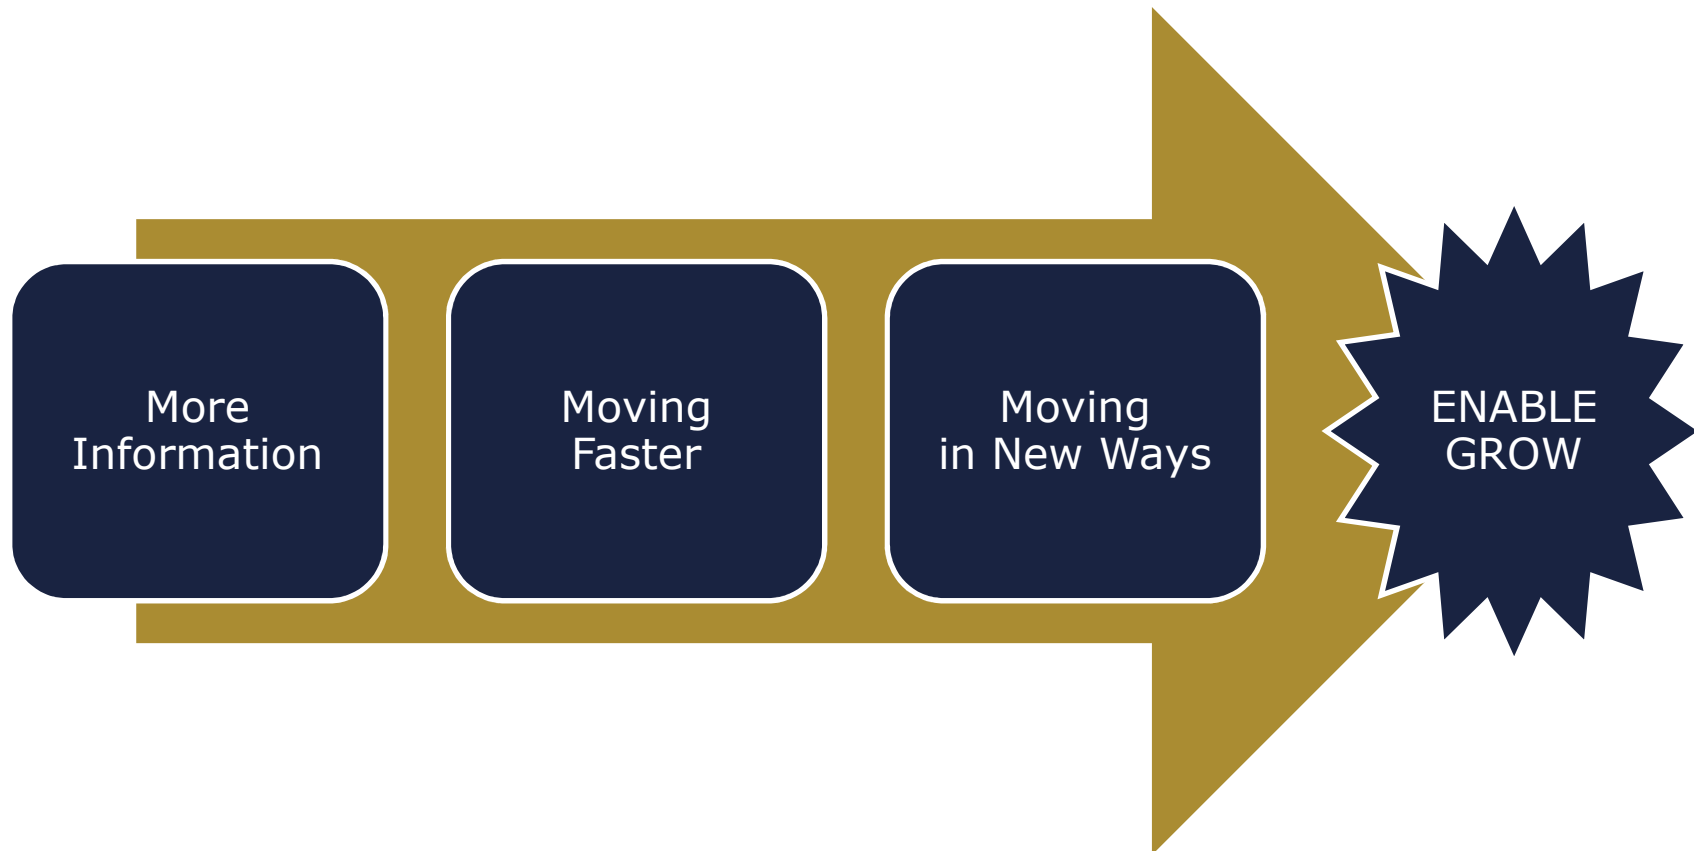 More
Information
Moving
Faster
Moving
in New Ways
ENABLE
GROW